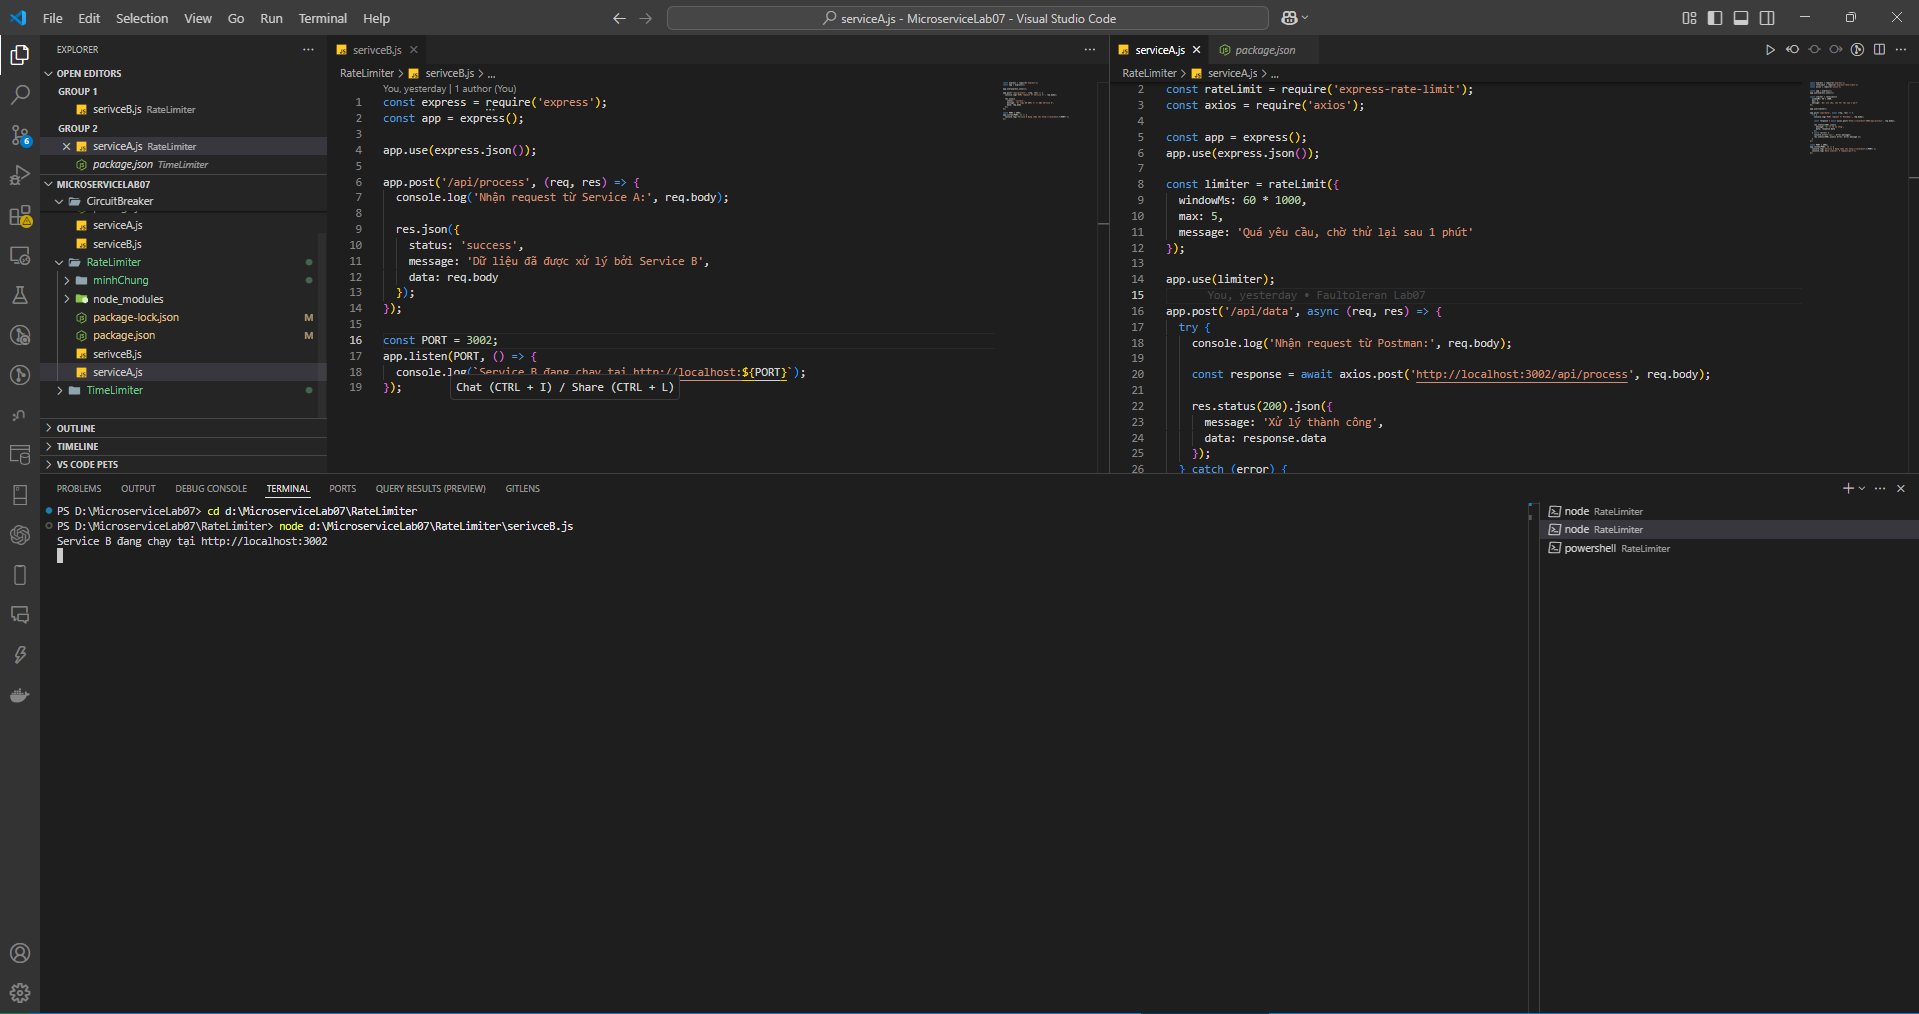 File Edit Selection View Go Run Terminal Help
serviceA.js - MicroserviceLab07 - Visual Studio Code
EXPLORER
OPEN EDITORS
GROUP 1
serivceB.js RateLimiter
GROUP 2
serviceA.js RateLimiter
package.json TimeLimiter
MICROSERVICELAB07
CircuitBreaker
serviceA.js
serviceB.js
RateLimiter
minhChung
node_modules
package-lock.json M
package.json M
serivceB.js
serviceA.js
TimeLimiter
OUTLINE
TIMELINE
VS CODE PETS
6
serivceB.js
RateLimiter > serivceB.js > ...
You, yesterday | 1 author (You)
1 const express = require('express');
2 const app = express();
3
4 app.use(express.json());
5
6 app.post('/api/process', (req, res) => {
7 console.log('Nhận request từ Service A:', req.body);
8
9 res.json({
10 status: 'success',
11 message: 'Dữ liệu đã được xử lý bởi Service B',
12 data: req.body
13 });
14 });
15
16 const PORT = 3002;
17 app.listen(PORT, () => {
18 console.log(`Service B đang chạy tại http://localhost:${PORT}`);
19 });
Chat (CTRL + I) / Share (CTRL + L)
serviceA.js package.json
RateLimiter > serviceA.js > ...
2 const rateLimit = require('express-rate-limit');
3 const axios = require('axios');
4
5 const app = express();
6 app.use(express.json());
7
8 const limiter = rateLimit({
9 windowMs: 60 * 1000,
10 max: 5,
11 message: 'Quá yêu cầu, chờ thử lại sau 1 phút'
12 });
13
14 app.use(limiter);
15 You, yesterday • Faultoleran Lab07
16 app.post('/api/data', async (req, res) => {
17 try {
18 console.log('Nhận request từ Postman:', req.body);
19
20 const response = await axios.post('http://localhost:3002/api/process', req.body);
21
22 res.status(200).json({
23 message: 'Xử lý thành công',
24 data: response.data
25 });
26 } catch (error) {
PROBLEMS OUTPUT DEBUG CONSOLE TERMINAL PORTS QUERY RESULTS (PREVIEW) GITLENS
PS D:\MicroserviceLab07> cd d:\MicroserviceLab07\RateLimiter
PS D:\MicroserviceLab07\RateLimiter> node d:\MicroserviceLab07\RateLimiter\serivceB.js
Service B đang chạy tại http://localhost:3002
node RateLimiter
node RateLimiter
powershell RateLimiter